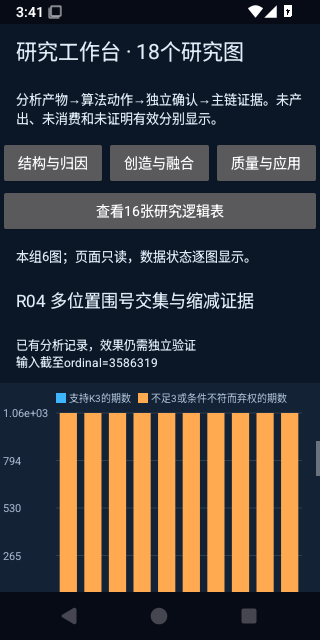 3:41
研究工作台 · 18个研究图
分析产物→算法动作→独立确认→主链证据。未产
出、未消费和未证明有效分别显示。
结构与归因
创造与融合
质量与应用
查看16张研究逻辑表
本组6图；页面只读，数据状态逐图显示。
R04 多位置围号交集与缩减证据
已有分析记录，效果仍需独立验证
输入截至ordinal=3586319
支持K3的期数
不足3或条件不符而弃权的期数
1.06e+03
794
530
265